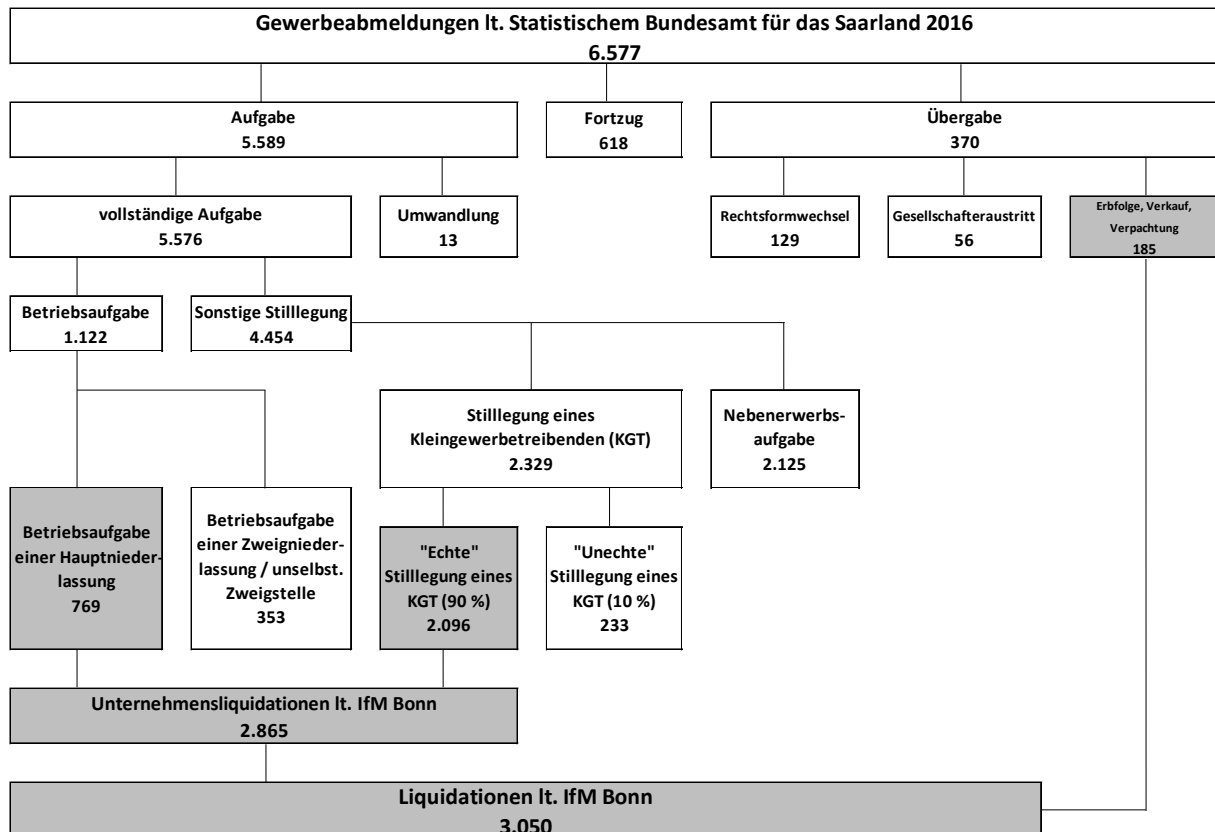 Gewerbeabmeldungen lt. Statistischem Bundesamt für das Saarland 2016
6.577
Aufgabe
5.589
Fortzug
618
Übergabe
370
vollständige Aufgabe
5.576
Umwandlung
13
Rechtsformwechsel
129
Gesellschafteraustritt
56
Erbfolge, Verkauf,
Verpachtung
185
Betriebsaufgabe
1.122
Sonstige Stilllegung
4.454
Stilllegung eines
Kleingewerbetreibenden (KGT)
2.329
Nebenerwerbs-
aufgabe
2.125
Betriebsaufgabe
einer Hauptnieder-
lassung
769
Betriebsaufgabe
einer Zweignieder-
lassung / unselbst.
Zweigstelle
353
"Echte"
Stilllegung eines
KGT (90 %)
2.096
"Unechte"
Stilllegung eines
KGT (10 %)
233
Unternehmensliquidationen lt. IfM Bonn
2.865
Liquidationen lt. IfM Bonn
3.050